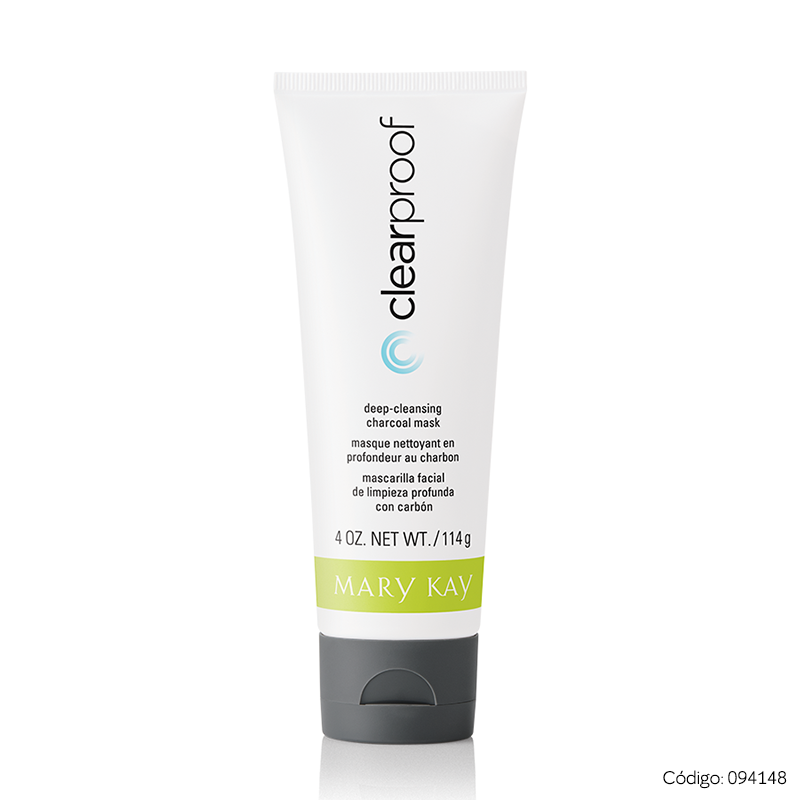 clearproof
deep-cleansing
charcoal mask
masque nettoyant en
profondeur au charbon
mascarilla facial
de limpieza profunda
con carbón
4 OZ. NET WT./114 g
MARY KAY
Código: 094148